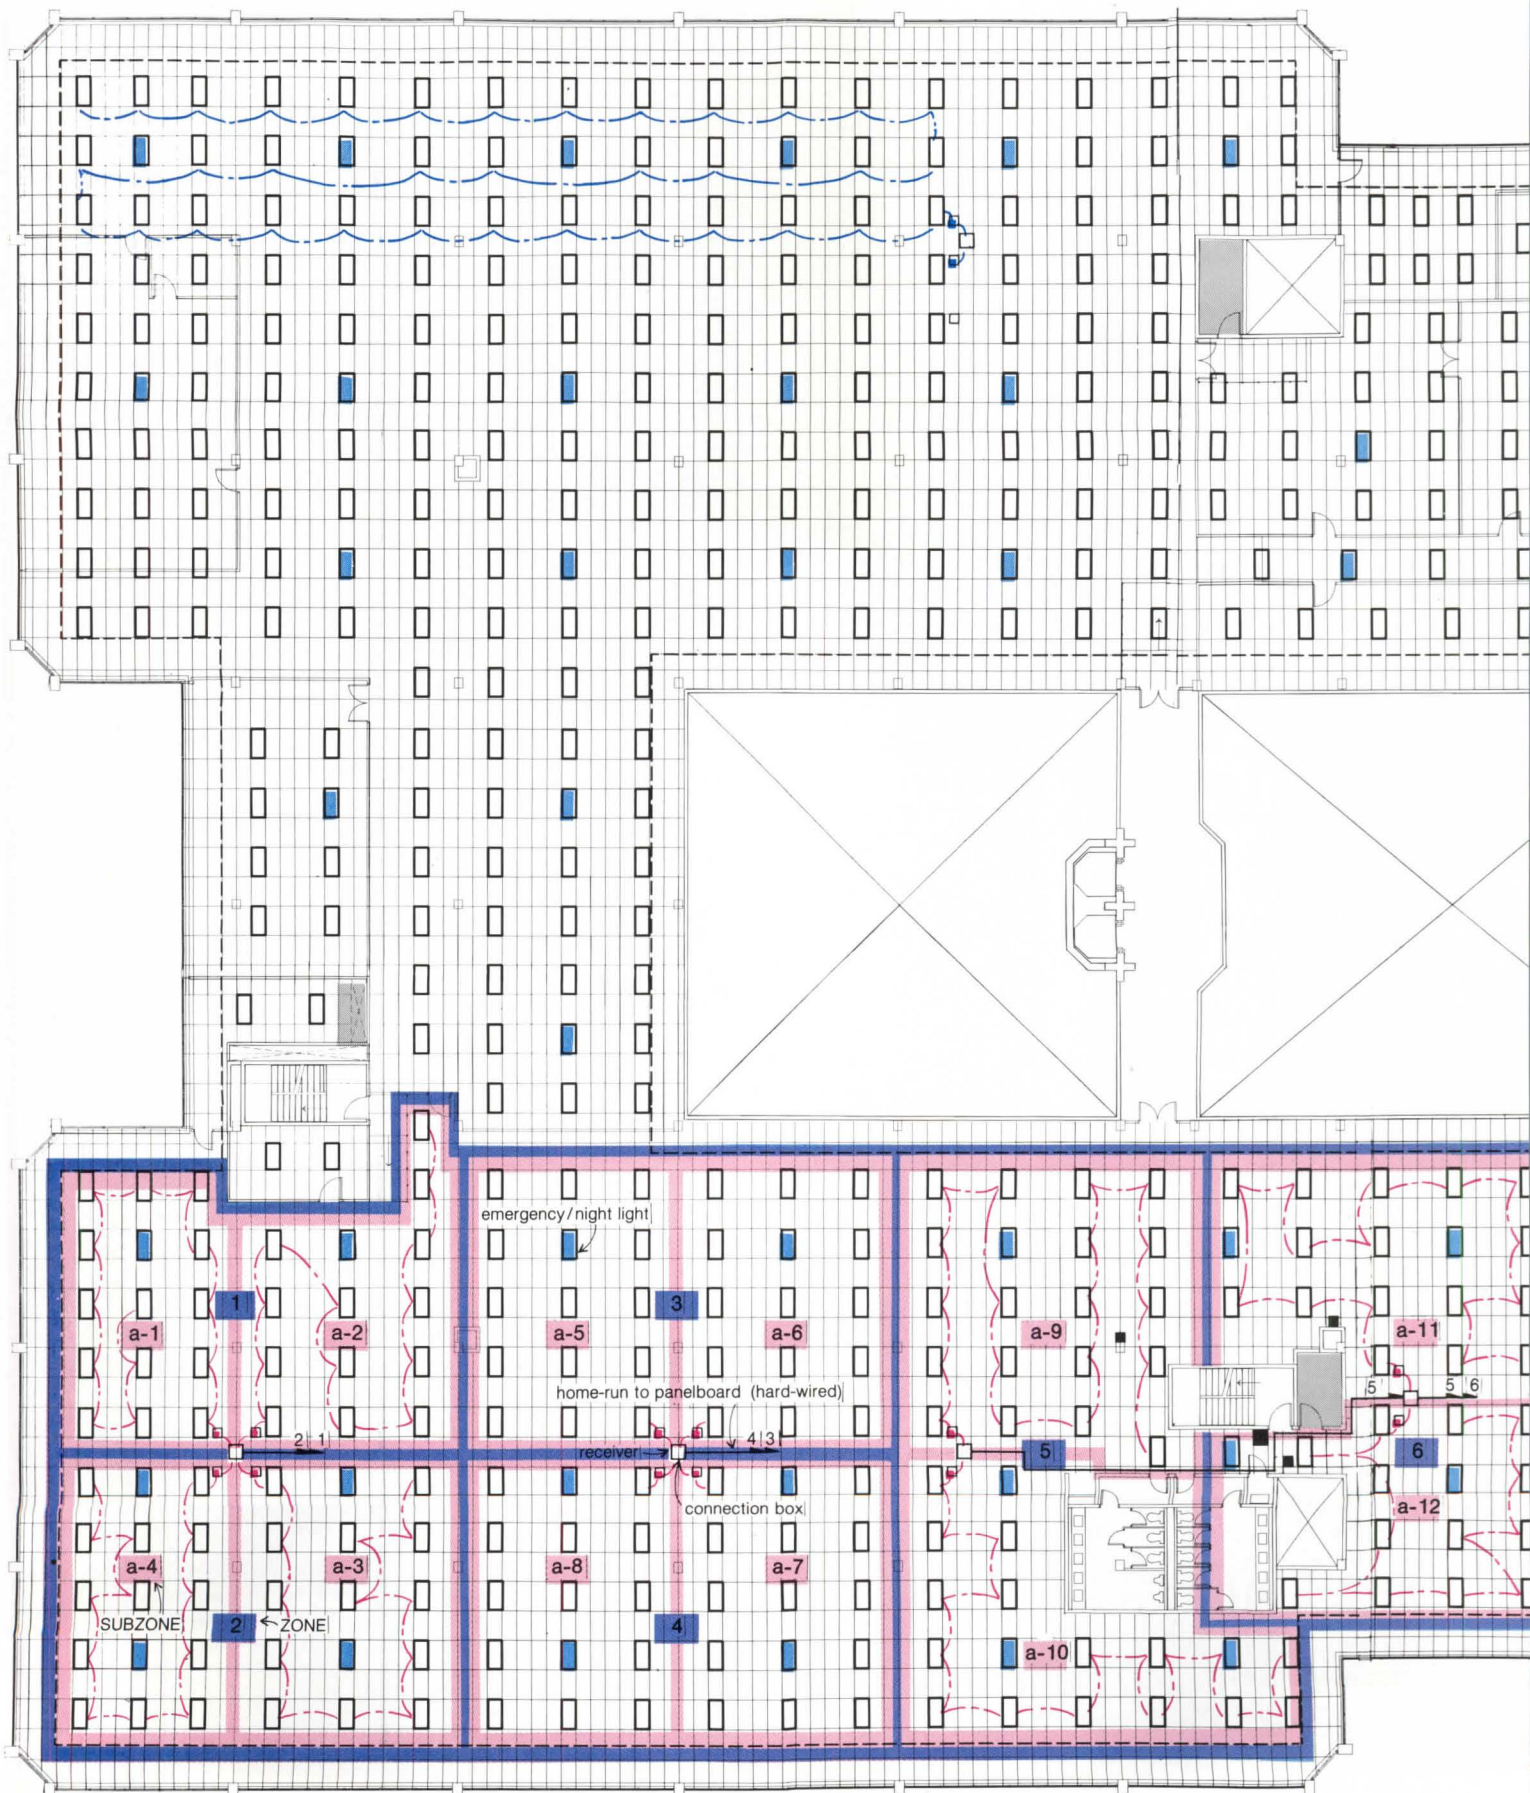 emergency/night light
1
3
a-1
a-2
a-5
a-6
a-9
a-11
home-run to panelboard (hard-wired)
5
5 6
2 1
receiver
4 3
5
6
connection box
a-12
a-4
a-3
a-8
a-7
SUBZONE
2
ZONE
4
a-10